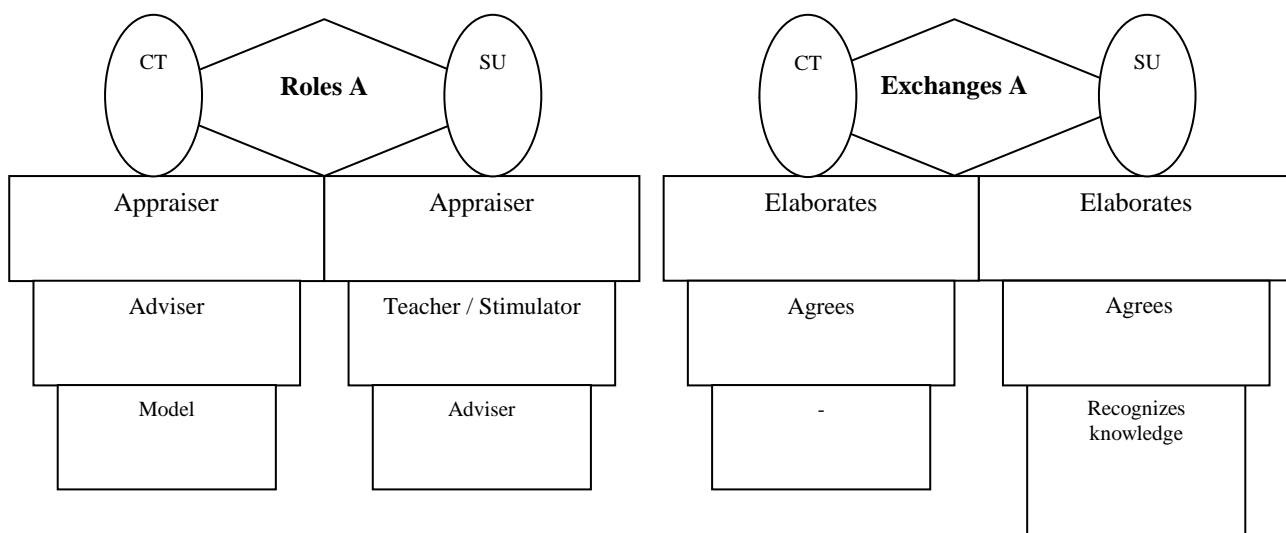 CT
SU
Roles A
CT
SU
Exchanges A
Appraiser
Appraiser
Elaborates
Elaborates
Adviser
Teacher / Stimulator
Agrees
Agrees
Model
Adviser
-
Recognizes
knowledge